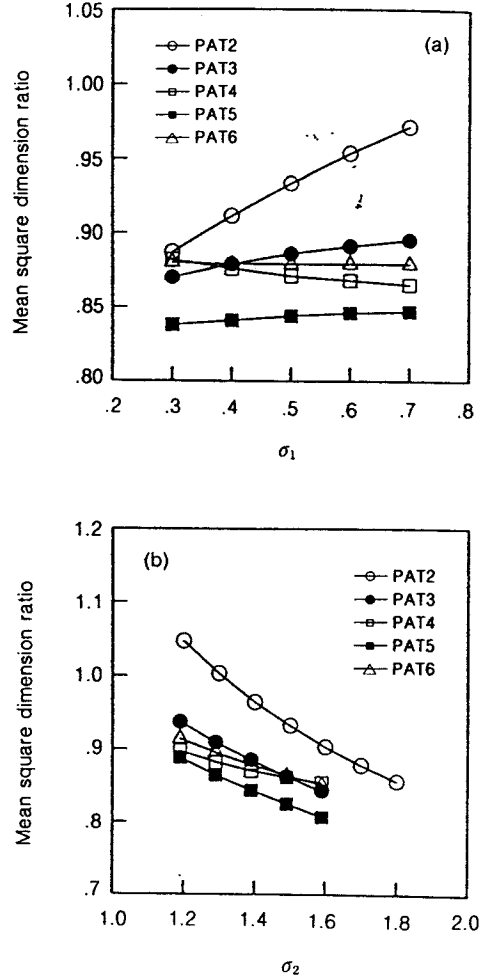 1.05
1.00
.95
.90
.85
.80
Mean square dimension ratio
PAT2
PAT3
PAT4
PAT5
PAT6
(a)
.2 .3 .4 .5 .6 .7 .8
σ₁
1.2
1.1
1.0
.9
.8
.7
Mean square dimension ratio
(b)
PAT2
PAT3
PAT4
PAT5
PAT6
1.0 1.2 1.4 1.6 1.8 2.0
σ₂